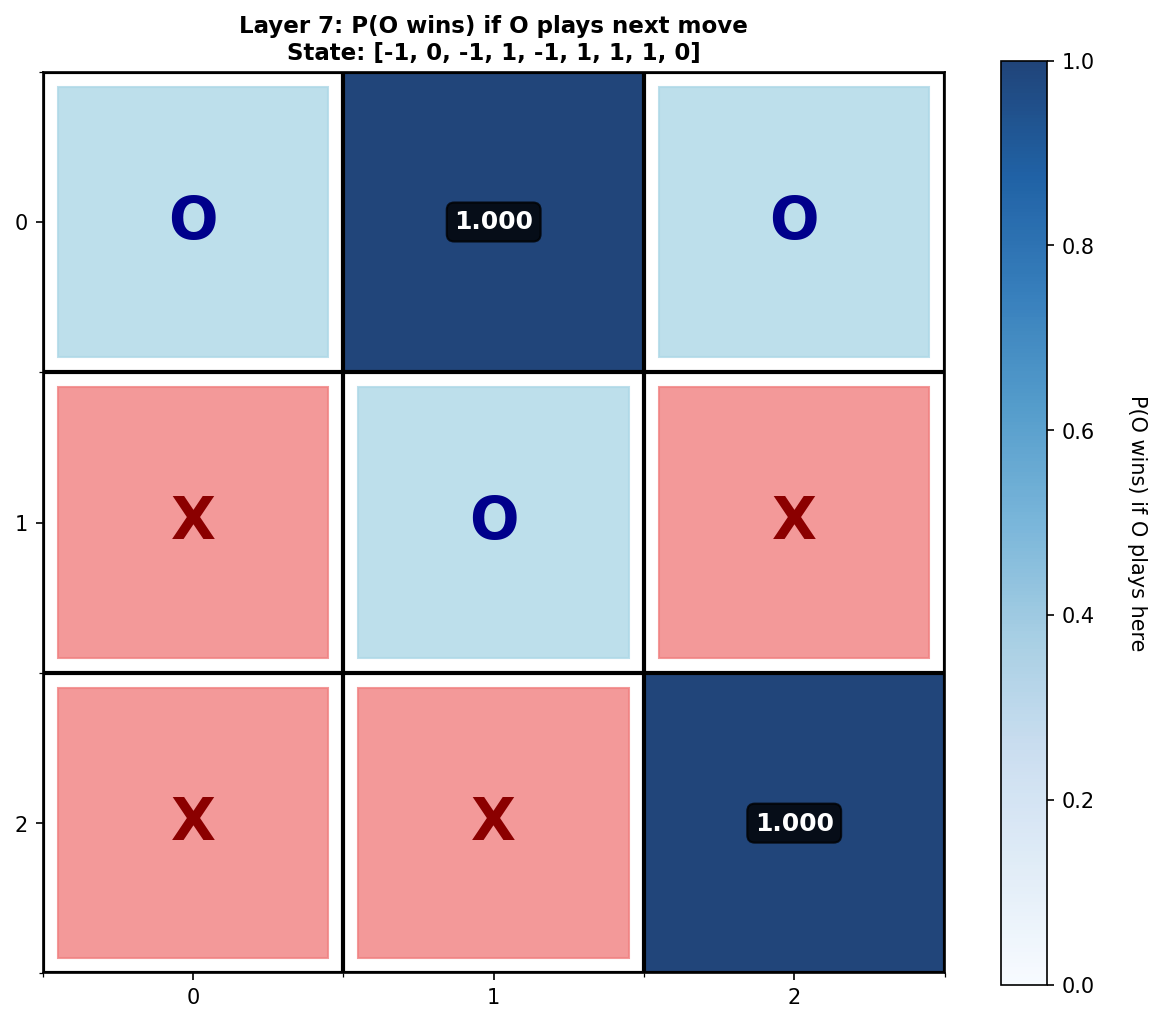 Layer 7: P(O wins) if O plays next move
State: [-1, 0, -1, 1, -1, 1, 1, 1, 0]
0
O
1.000
O
1
X
O
X
2
X
X
1.000
0
1
2
1.0
0.8
0.6
0.4
0.2
0.0
P(O wins) if O plays here